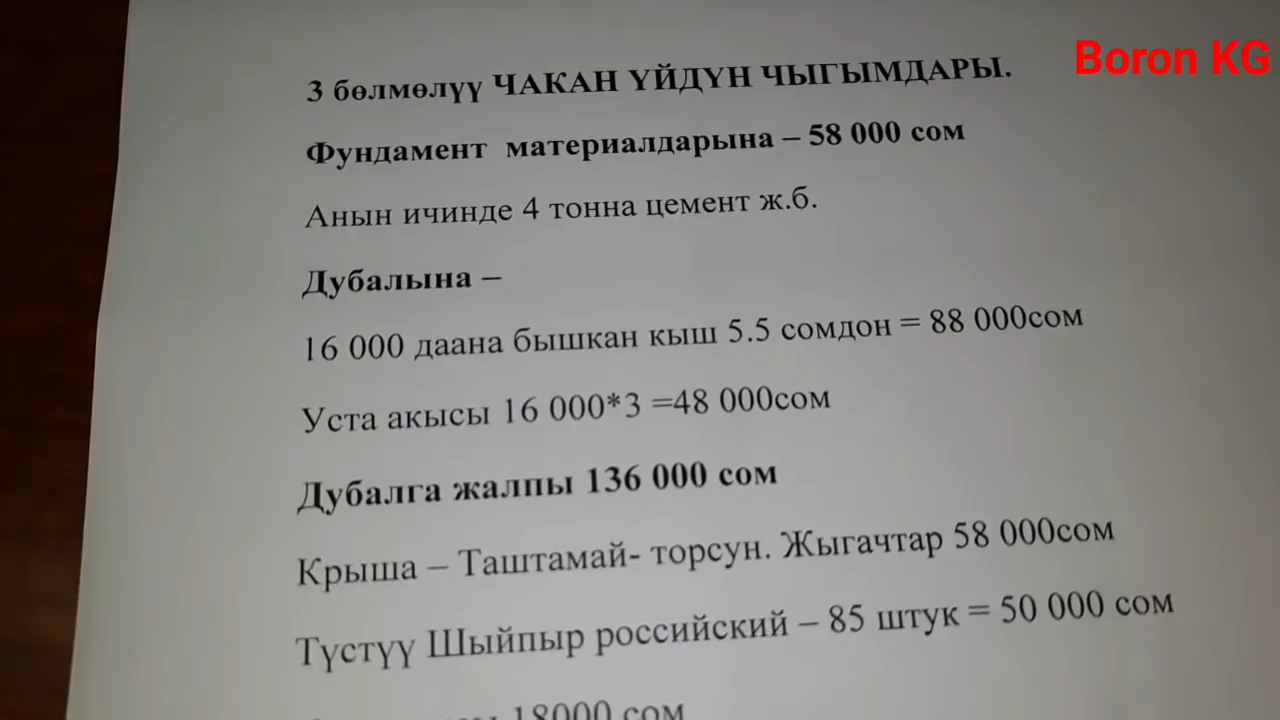 Boron KG
3 бөлмөлүү ЧАКАН ҮЙДҮН ЧЫГЫМДАРЫ.
Фундамент материалдарына – 58 000 сом
Анын ичинде 4 тонна цемент ж.б.
Дубалына –
16 000 даана бышкан кыш 5.5 сомдон = 88 000сом
Уста акысы 16 000*3 =48 000сом
Дубалга жалпы 136 000 сом
Крыша – Таштамай- торсун. Жыгачтар 58 000сом
Түстүү Шыйпыр российский – 85 штук = 50 000 сом
18000 сом